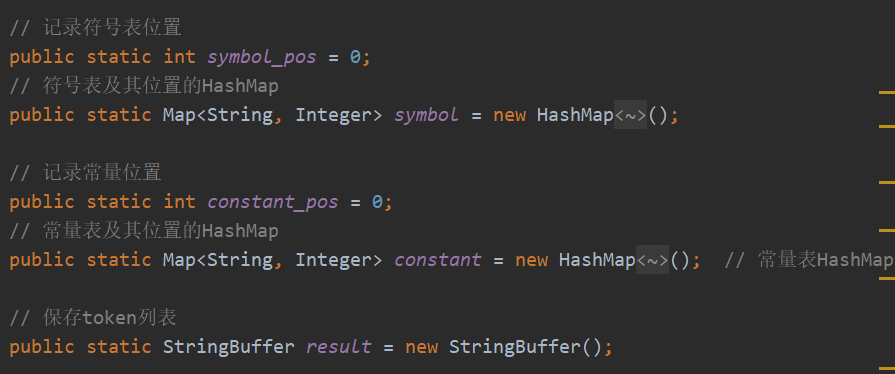 // 记录符号表位置
public static int symbol_pos = 0;
// 符号表及其位置的HashMap
public static Map<String, Integer> symbol = new HashMap<~>();
// 记录常量位置
public static int constant_pos = 0;
// 常量表及其位置的HashMap
public static Map<String, Integer> constant = new HashMap<~>();  // 常量表HashMap
// 保存token列表
public static StringBuffer result = new StringBuffer();